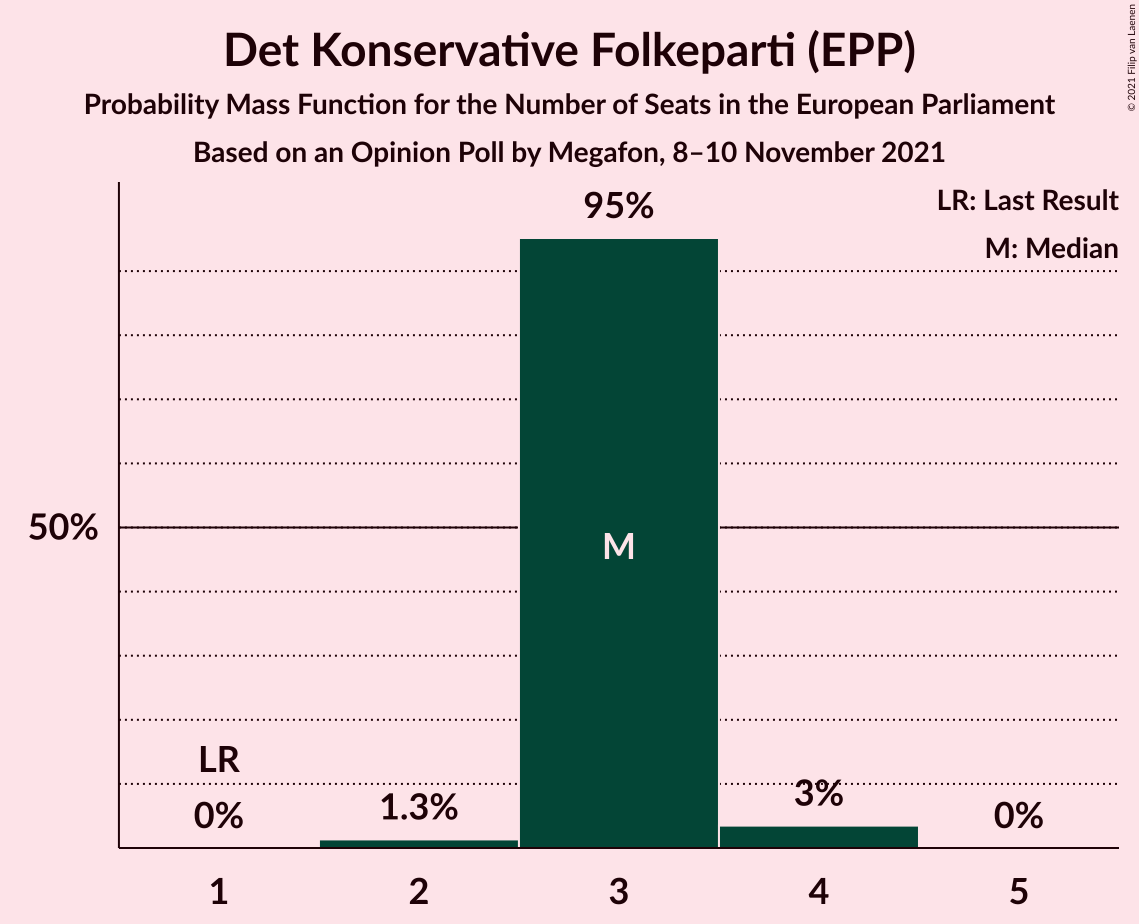 Det Konservative Folkeparti (EPP)
Probability Mass Function for the Number of Seats in the European Parliament
Based on an Opinion Poll by Megafon, 8–10 November 2021
© 2021 Filip van Laenen
LR: Last Result
M: Median
95%
50%
M
LR
0%
1.3%
3%
0%
1 2 3 4 5